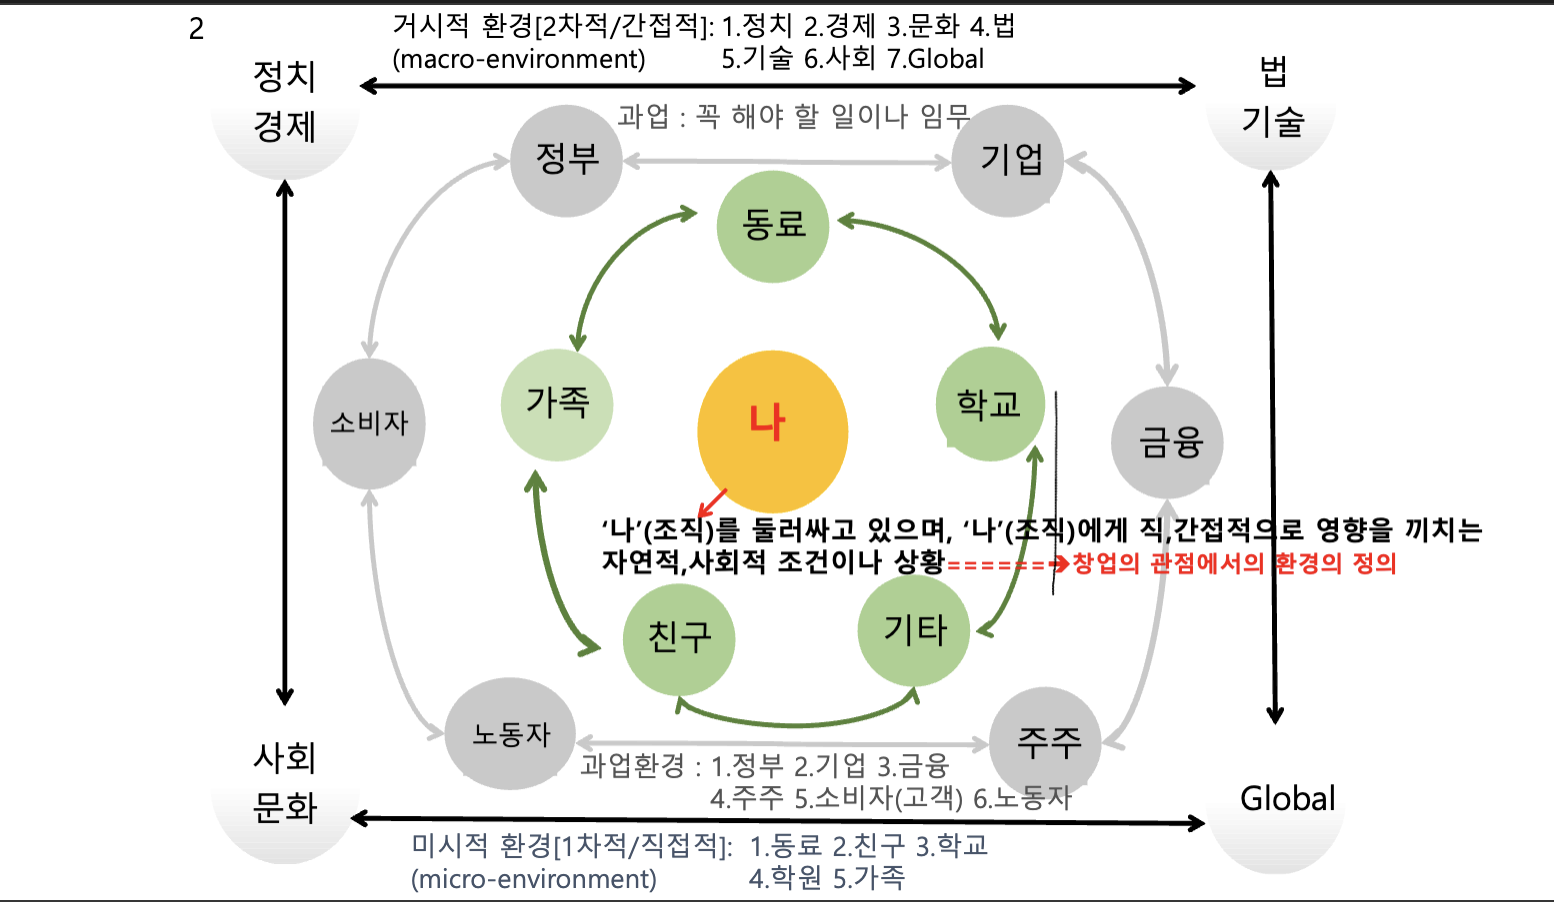 2
거시적 환경[2차적/간접적]: 1.정치 2.경제 3.문화 4.법
(macro-environment) 5.기술 6.사회 7.Global
정치
경제
법
기술
과업 : 꼭 해야 할 일이나 임무
정부
기업
동료
가족
나
학교
소비자
금융
‘나’(조직)를 둘러싸고 있으며, ‘나’(조직)에게 직,간접적으로 영향을 끼치는
자연적,사회적 조건이나 상황=======➔창업의 관점에서의 환경의 정의
친구
기타
노동자
주주
사회
문화
과업환경 : 1.정부 2.기업 3.금융
4.주주 5.소비자(고객) 6.노동자
Global
미시적 환경[1차적/직접적]: 1.동료 2.친구 3.학교
(micro-environment) 4.학원 5.가족